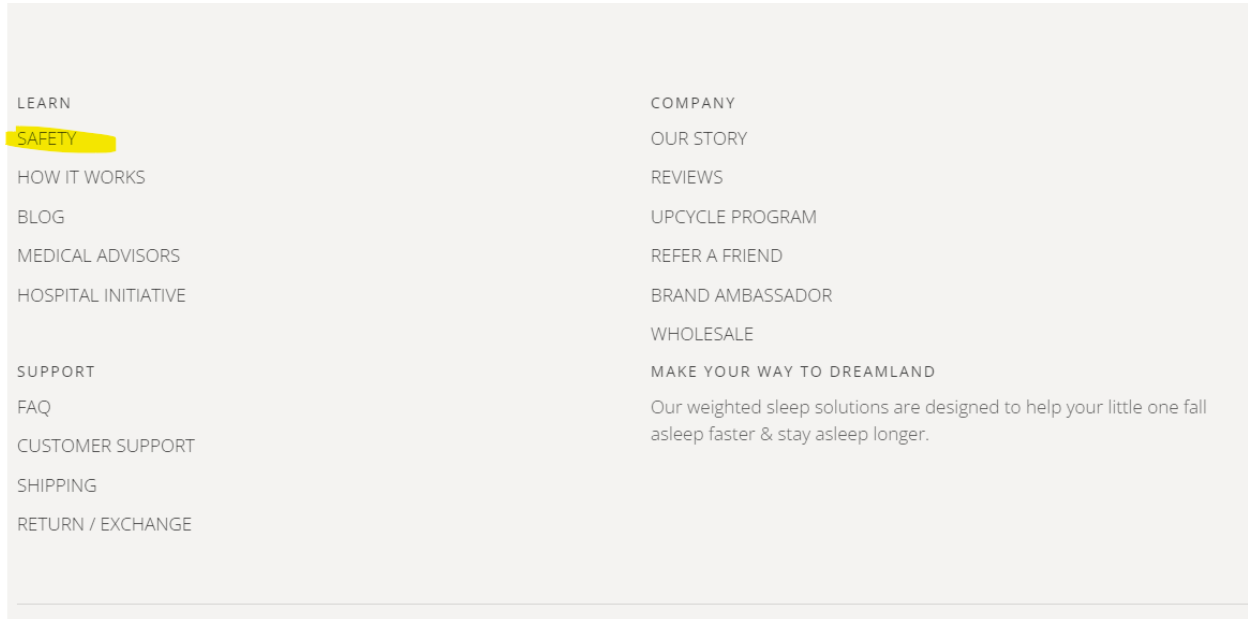 LEARN
SAFETY
HOW IT WORKS
BLOG
MEDICAL ADVISORS
HOSPITAL INITIATIVE
COMPANY
OUR STORY
REVIEWS
UPCYCLE PROGRAM
REFER A FRIEND
BRAND AMBASSADOR
WHOLESALE
SUPPORT
FAQ
CUSTOMER SUPPORT
SHIPPING
RETURN / EXCHANGE
MAKE YOUR WAY TO DREAMLAND
Our weighted sleep solutions are designed to help your little one fall
asleep faster & stay asleep longer.